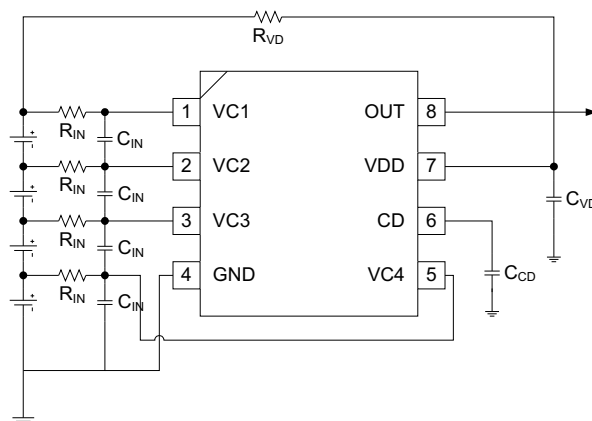 RVD
1 VC1 OUT 8
RIN CIN
2 VC2 VDD 7
RIN CIN
CVD
3 VC3 CD 6
RIN CIN
CCD
4 GND VC4 5
RIN CIN